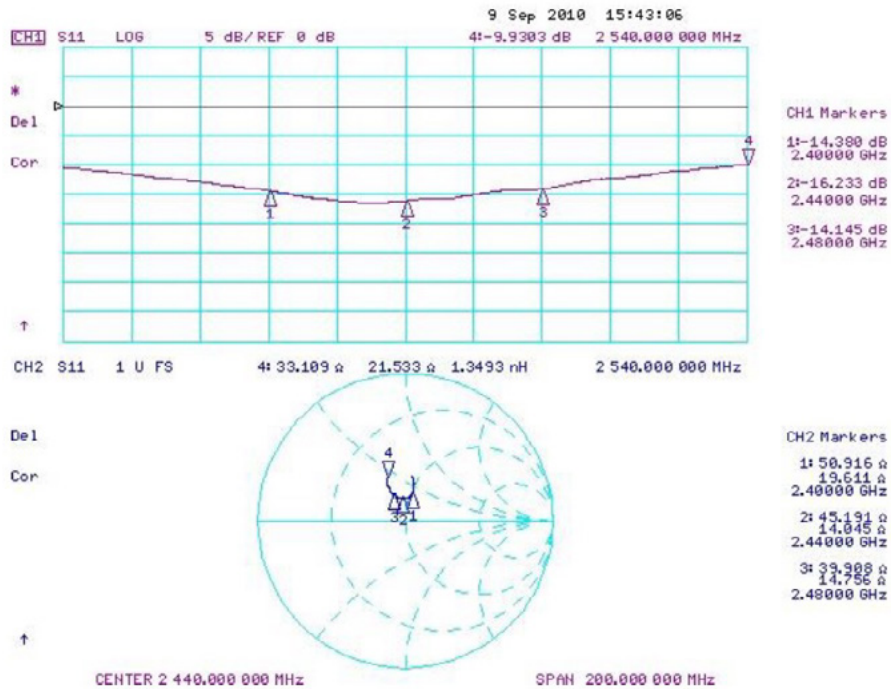 9 Sep 2010 15:43:06
CH1 S11 LOG 5 dB/REF 0 dB 4:-9.9303 dB 2 540.000 000 MHz
*
Del
Cor
CH1 Markers
1:-14.380 dB
2.40000 GHz
2:-16.233 dB
2.44000 GHz
3:-14.145 dB
2.48000 GHz
1
2
3
4
↑
CH2 S11 1 U FS 4: 33.109 Ω 21.533 Ω 1.3493 nH 2 540.000 000 MHz
Del
Cor
4
3
2
1
CH2 Markers
1: 50.916 Ω
19.611 Ω
2.40000 GHz
2: 45.191 Ω
14.045 Ω
2.44000 GHz
3: 39.908 Ω
14.756 Ω
2.48000 GHz
↑
CENTER 2 440.000 000 MHz SPAN 200.000 000 MHz